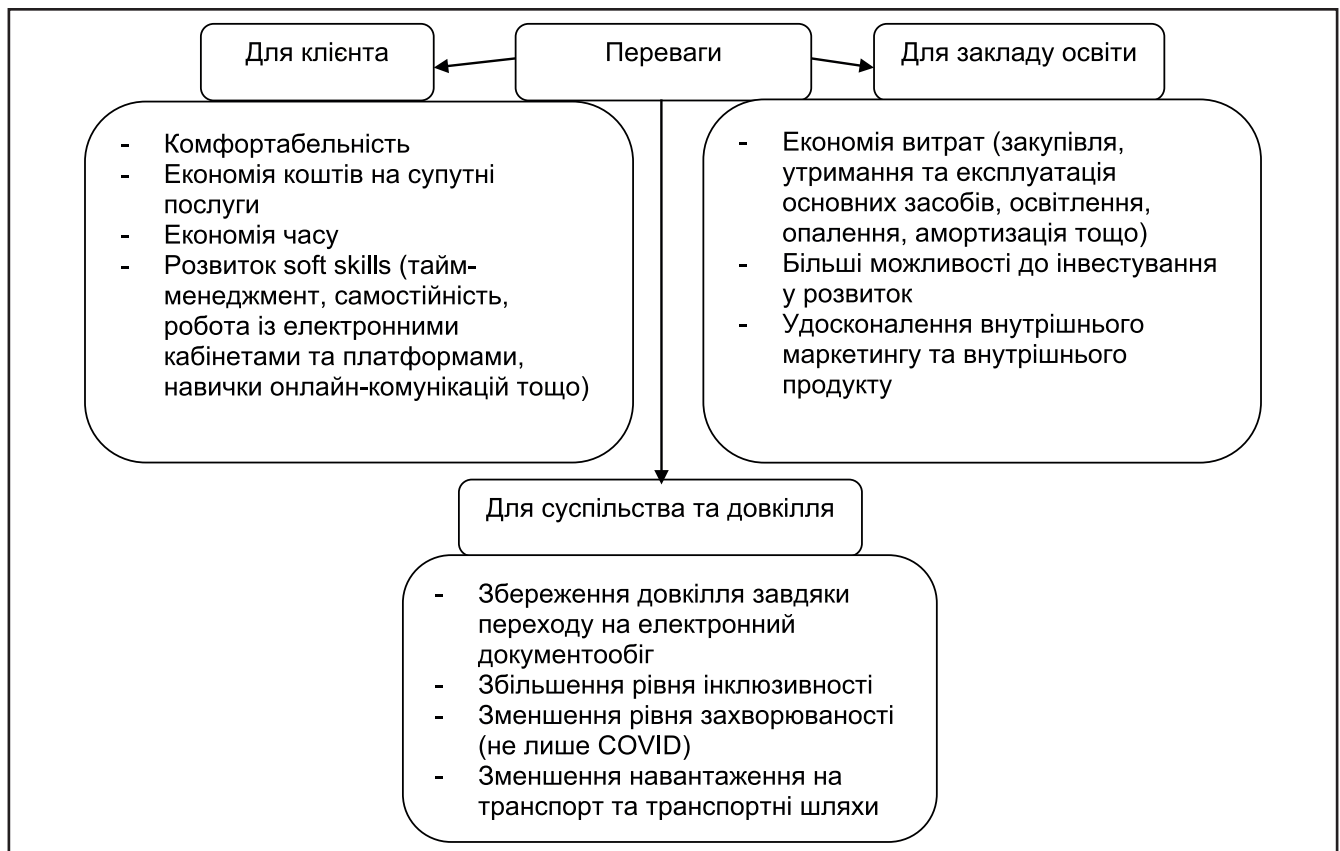 Для клієнта
Переваги
Для закладу освіти
- Комфортабельність
- Економія коштів на супутні
послуги
- Економія часу
- Розвиток soft skills (тайм-
менеджмент, самостійність,
робота із електронними
кабінетами та платформами,
навички онлайн-комунікацій тощо)
- Економія витрат (закупівля,
утримання та експлуатація
основних засобів, освітлення,
опалення, амортизація тощо)
- Більші можливості до інвестування
у розвиток
- Удосконалення внутрішнього
маркетингу та внутрішнього
продукту
Для суспільства та довкілля
- Збереження довкілля завдяки
переходу на електронний
документообіг
- Збільшення рівня інклюзивності
- Зменшення рівня захворюваності
(не лише COVID)
- Зменшення навантаження на
транспорт та транспортні шляхи